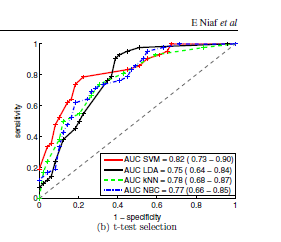 E Niaf et al
1
0.8
0.6
0.4
0.2
0
sensitivity
AUC SVM = 0.82 ( 0.73 − 0.90)
AUC LDA = 0.75 ( 0.64 − 0.84)
AUC kNN = 0.78 ( 0.68 − 0.87)
AUC NBC = 0.77 (0.66 − 0.85)
0 0.2 0.4 0.6 0.8 1
1 − specificity
(b) t-test selection